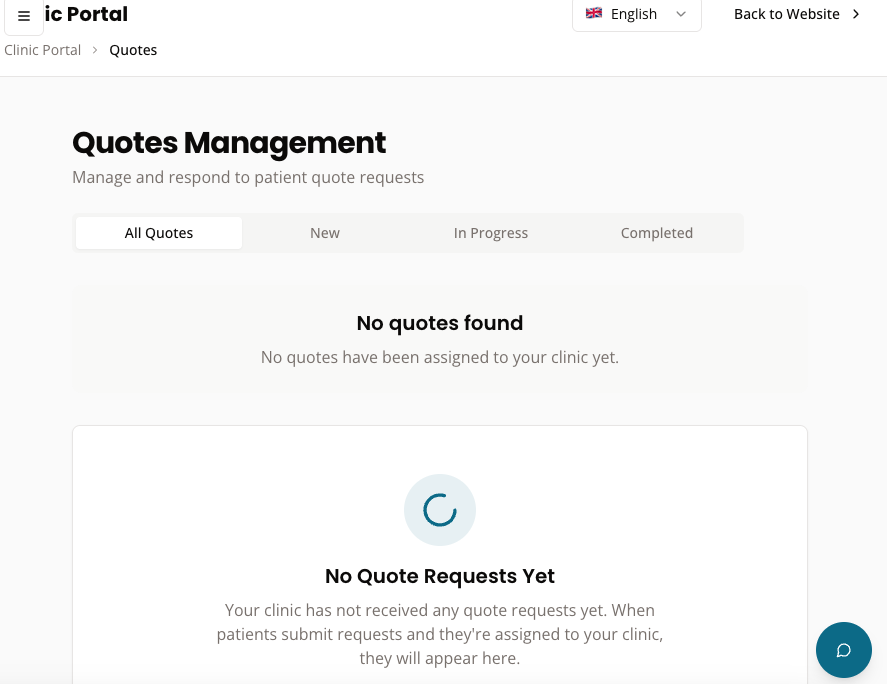 ic Portal
English
Back to Website
Clinic Portal > Quotes
Quotes Management
Manage and respond to patient quote requests
All Quotes
New
In Progress
Completed
No quotes found
No quotes have been assigned to your clinic yet.
No Quote Requests Yet
Your clinic has not received any quote requests yet. When
patients submit requests and they're assigned to your clinic,
they will appear here.